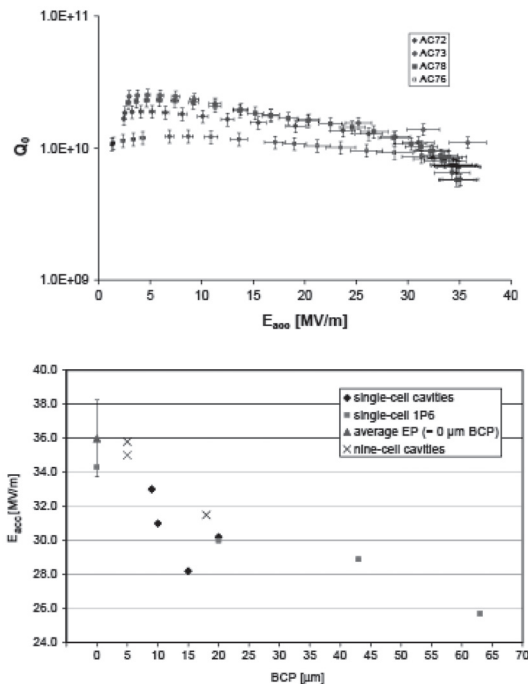 1.0E+11
AC72
AC73
AC78
AC76
Q0
1.0E+10
1.0E+09
0 5 10 15 20 25 30 35 40
Eacc [MV/m]
40.0
38.0
36.0
34.0
32.0
30.0
28.0
26.0
24.0
Eacc [MV/m]
single-cell cavities
single-cell 1P6
average EP (= 0 µm BCP)
nine-cell cavities
0 5 10 15 20 25 30 35 40 45 50 55 60 65 70
BCP [µm]